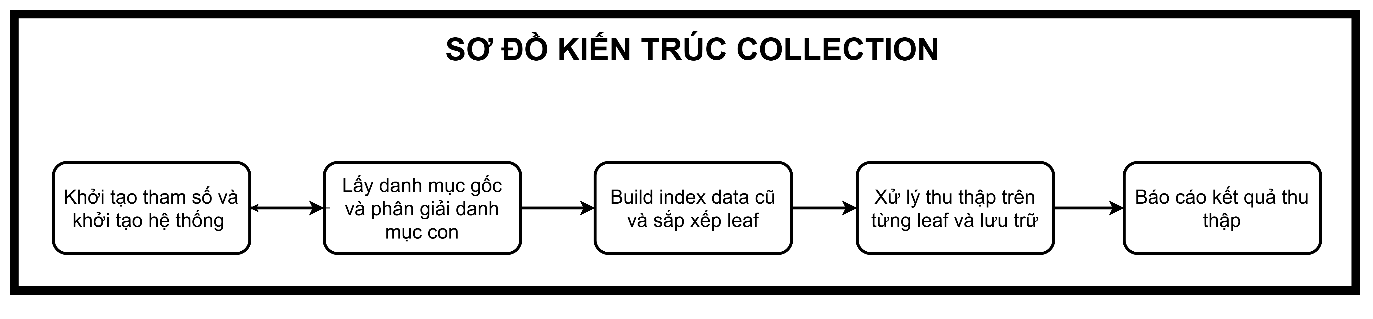 SƠ ĐỒ KIẾN TRÚC COLLECTION
Khởi tạo tham số và
khởi tạo hệ thống
Lấy danh mục gốc
và phân giải danh
mục con
Build index data cũ
và sắp xếp leaf
Xử lý thu thập trên
từng leaf và lưu trữ
Báo cáo kết quả thu
thập